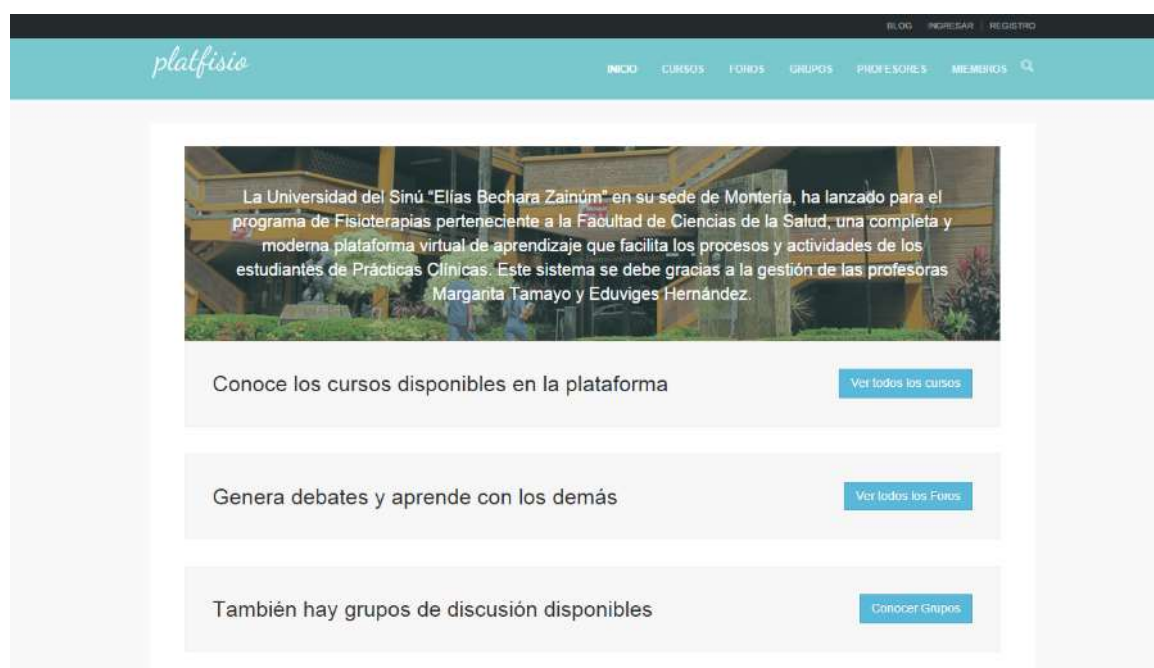 BLOG INGRESAR REGISTRO
platfisio
INICIO CURSOS FOROS GRUPOS PROFESORES MIEMBROS
La Universidad del Sinú "Elías Bechara Zainúm" en su sede de Montería, ha lanzado para el
programa de Fisioterapias perteneciente a la Facultad de Ciencias de la Salud, una completa y
moderna plataforma virtual de aprendizaje que facilita los procesos y actividades de los
estudiantes de Prácticas Clínicas. Este sistema se debe gracias a la gestión de las profesoras
Margarita Tamayo y Eduviges Hernández.
Conoce los cursos disponibles en la plataforma
Ver todos los cursos
Genera debates y aprende con los demás
Ver todos los Foros
También hay grupos de discusión disponibles
Conocer Grupos